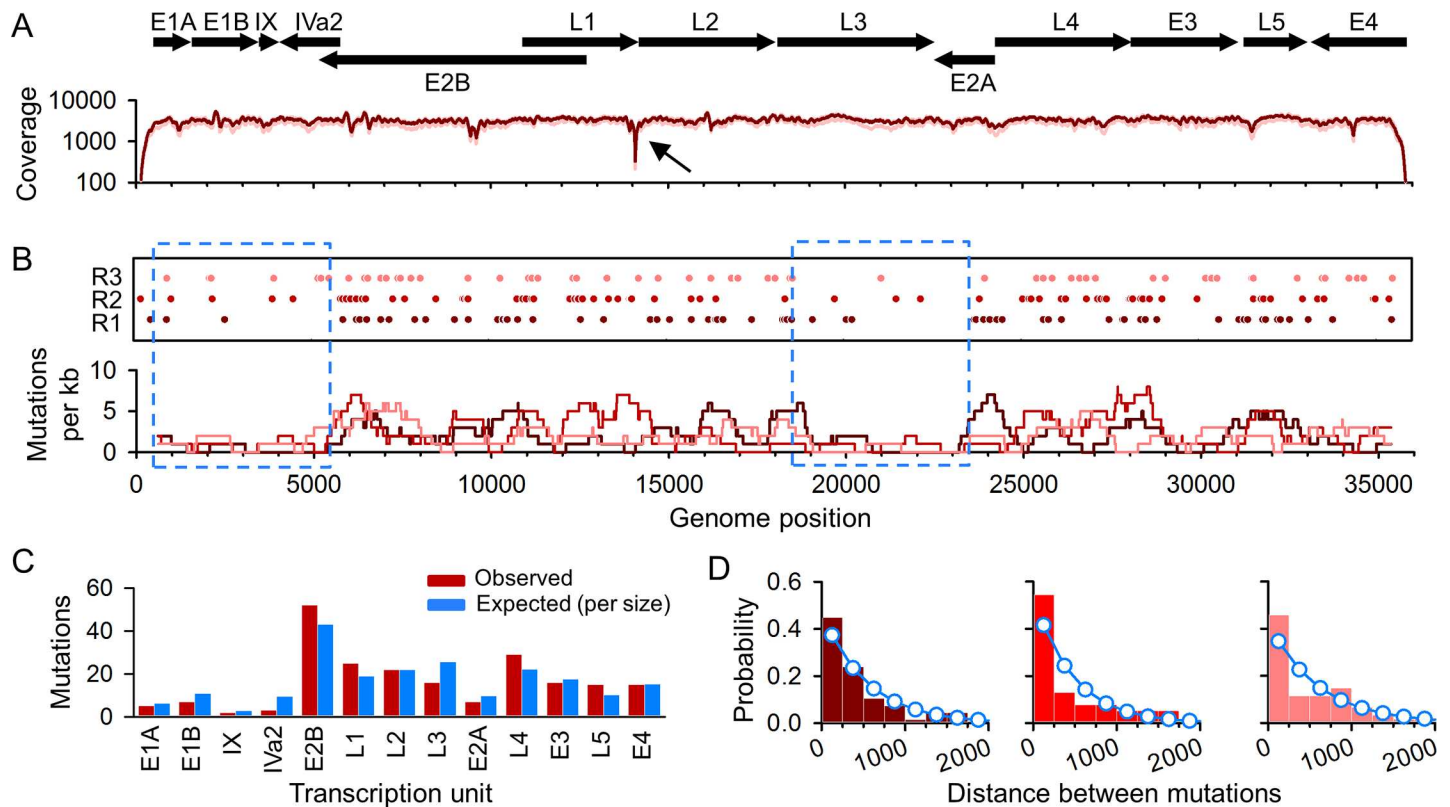 A
E1A E1B IX IVa2 L1 L2 L3 L4 E3 L5 E4
E2B E2A
Coverage
10000
1000
100
B
R3
R2
R1
Mutations per kb
10
5
0
0 5000 10000 15000 20000 25000 30000 35000
Genome position
C
Mutations
60
40
20
0
Observed
Expected (per size)
E1A E1B IX IVa2 E2B L1 L2 L3 E2A L4 E3 L5 E4
Transcription unit
D
Probability
0.6
0.4
0.2
0.0
0 1000 2000 0 1000 2000 0 1000 2000
Distance between mutations